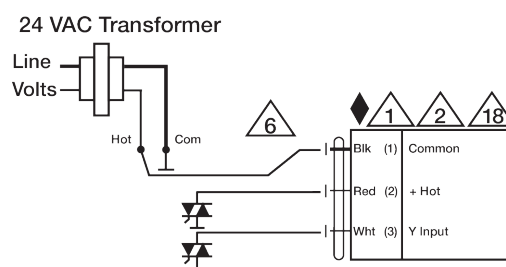 24 VAC Transformer
Line
Volts
Hot
Com
6
1
2
18
Blk (1) Common
Red (2) + Hot
Wht (3) Y Input